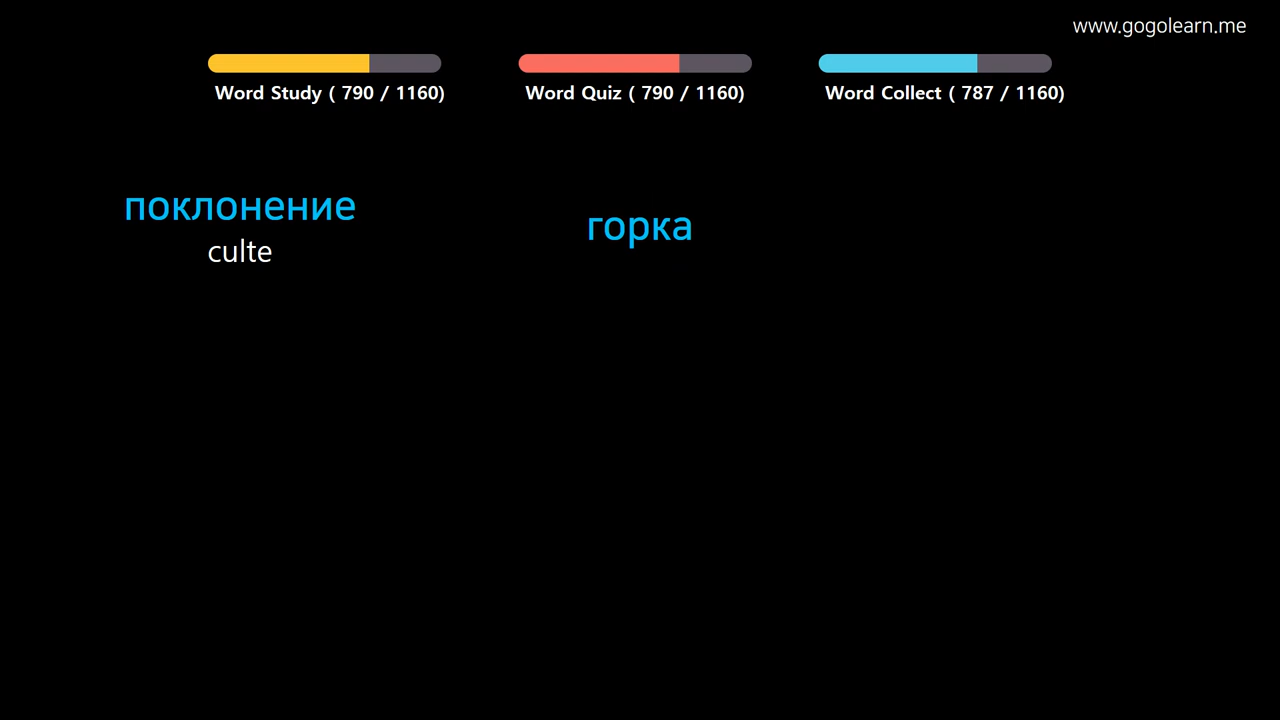 www.gogolearn.me
Word Study ( 790 / 1160)
Word Quiz ( 790 / 1160)
Word Collect ( 787 / 1160)
поклонение
culte
горка